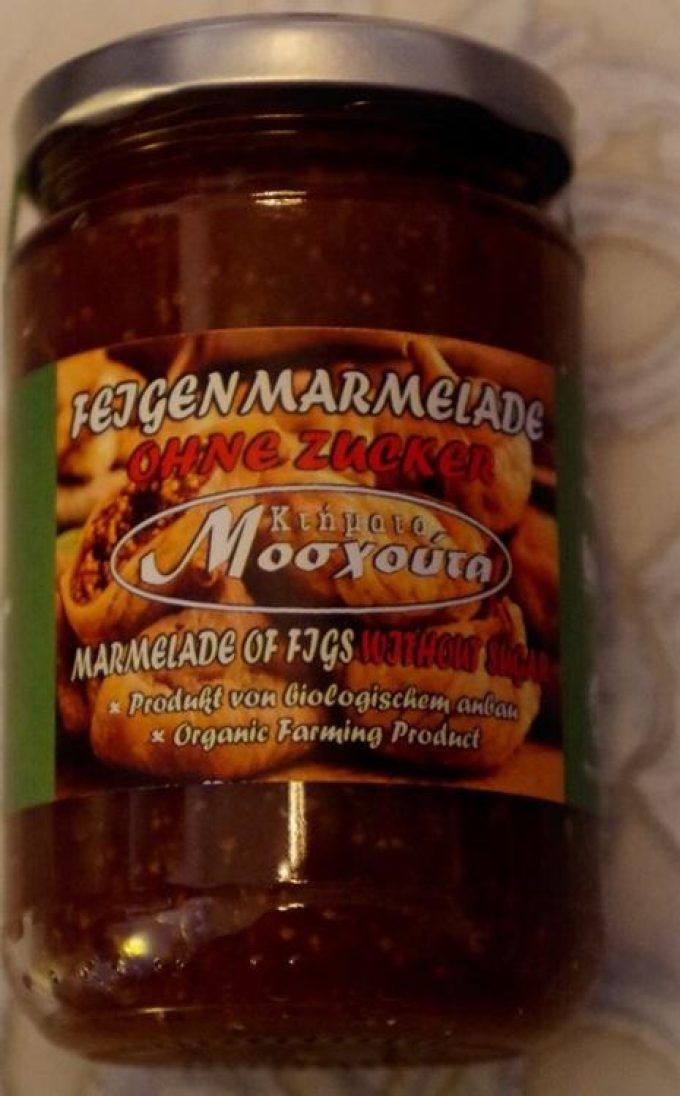 FEIGENMARMELADE
OHNE ZUCKER
Κτήματα
Μοσχούτα
MARMELADE OF FIGS WITHOUT SUGAR
× Produkt von biologischem anbau
× Organic Farming Product